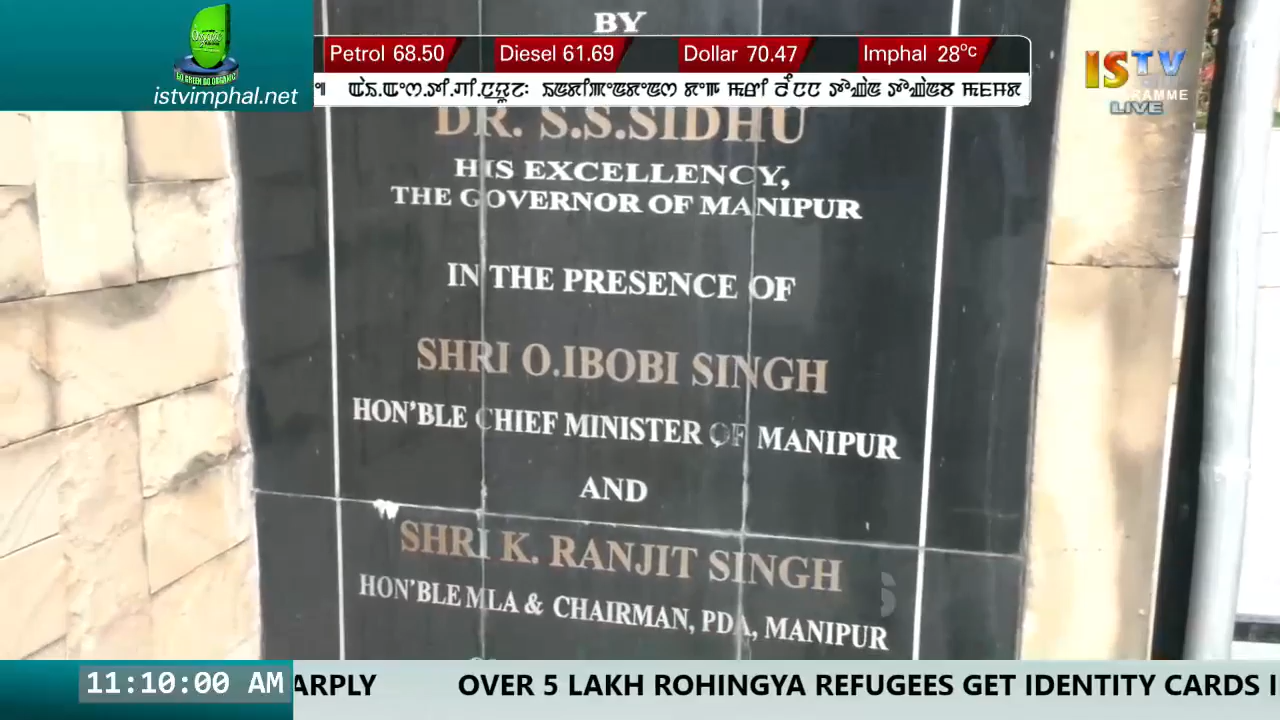 BY
Petrol 68.50 Diesel 61.69 Dollar 70.47 Imphal 28°C
istvimphal.net
ISTV
LIVE
DR. S.S.SIDHU
HIS EXCELLENCY,
THE GOVERNOR OF MANIPUR
IN THE PRESENCE OF
SHRI O.IBOBI SINGH
HON'BLE CHIEF MINISTER OF MANIPUR
AND
SHRI K. RANJIT SINGH
HON'BLE MLA & CHAIRMAN, PDA, MANIPUR
11:10:00 AM
ARPLY OVER 5 LAKH ROHINGYA REFUGEES GET IDENTITY CARDS I